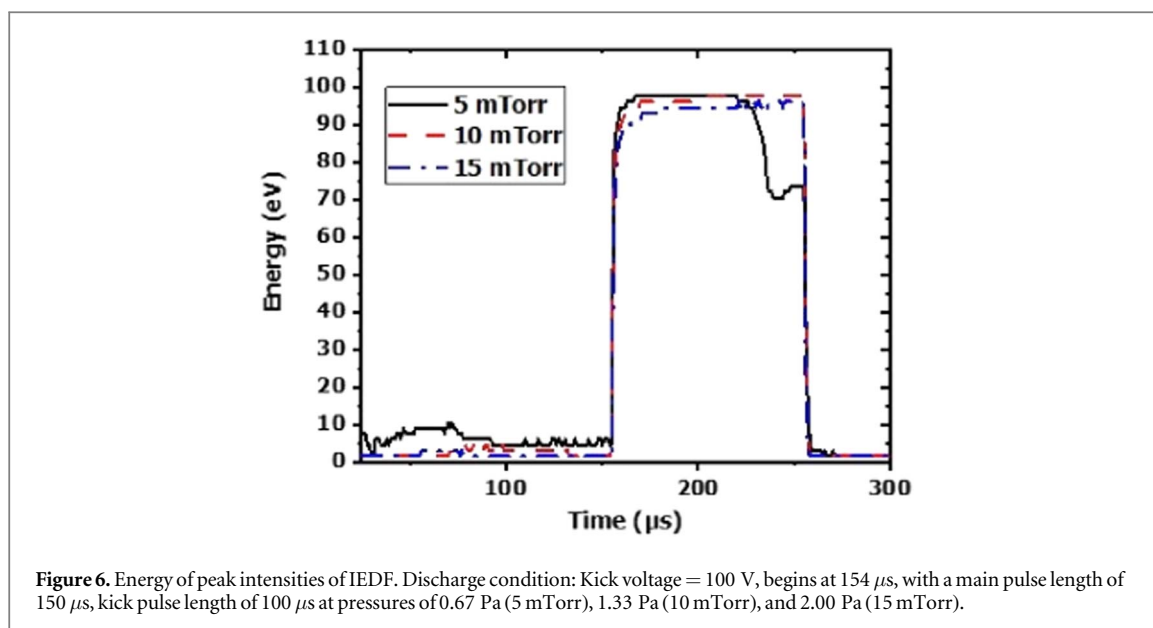 110
100
90
80
70
60
50
40
30
20
10
0
Energy (eV)
5 mTorr
10 mTorr
15 mTorr
100
200
300
Time (µs)
Figure 6. Energy of peak intensities of IEDF. Discharge condition: Kick voltage = 100 V, begins at 154 µs, with a main pulse length of
150 µs, kick pulse length of 100 µs at pressures of 0.67 Pa (5 mTorr), 1.33 Pa (10 mTorr), and 2.00 Pa (15 mTorr).